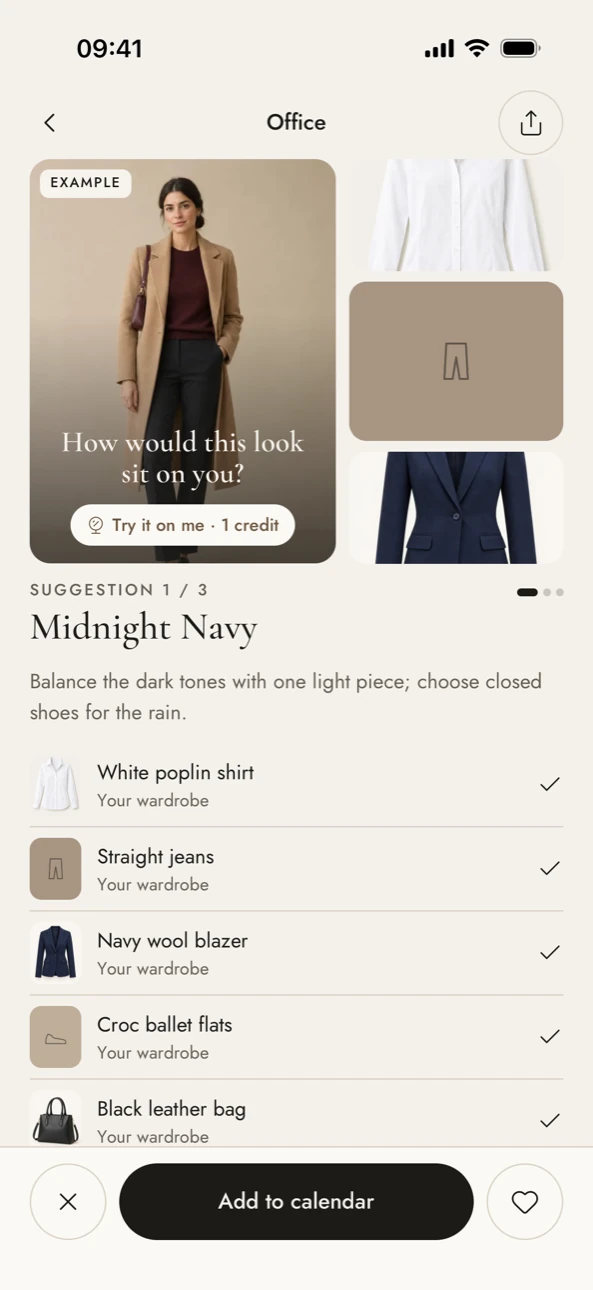 09:41
Office
EXAMPLE
How would this look
sit on you?
Try it on me · 1 credit
SUGGESTION 1 / 3
Midnight Navy
Balance the dark tones with one light piece; choose closed
shoes for the rain.
White poplin shirt
Your wardrobe
Straight jeans
Your wardrobe
Navy wool blazer
Your wardrobe
Croc ballet flats
Your wardrobe
Black leather bag
Your wardrobe
Add to calendar